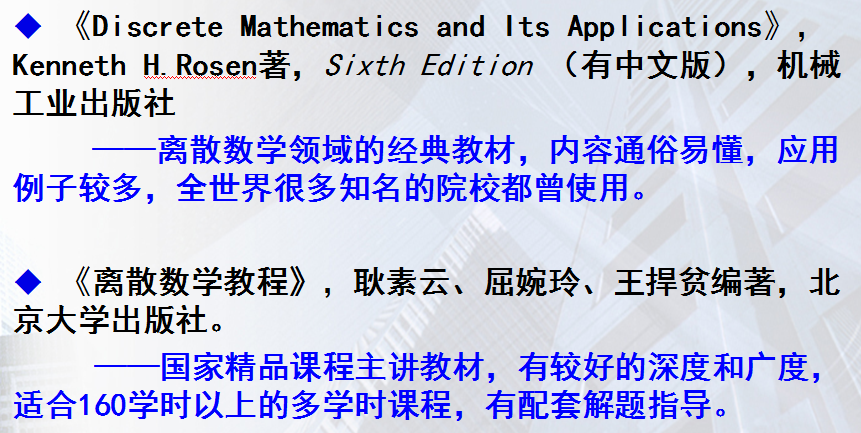 ◆ 《Discrete Mathematics and Its Applications》,
Kenneth H.Rosen著，Sixth Edition （有中文版），机械
工业出版社
——离散数学领域的经典教材，内容通俗易懂，应用
例子较多，全世界很多知名的院校都曾使用。
◆ 《离散数学教程》，耿素云、屈婉玲、王捍贫编著，北
京大学出版社。
——国家精品课程主讲教材，有较好的深度和广度，
适合160学时以上的多学时课程，有配套解题指导。